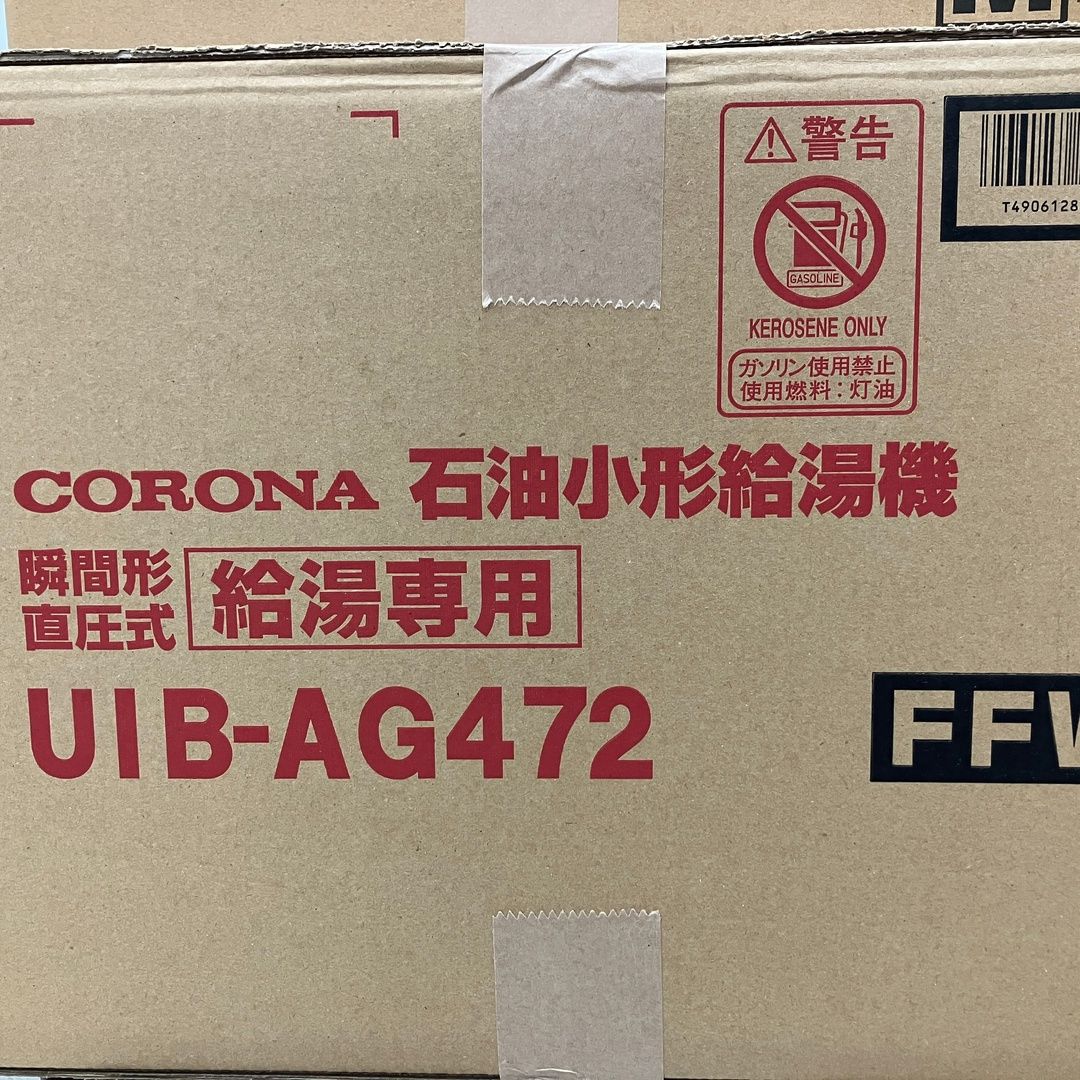 警告
T4906128
GASOLINE
KEROSENE ONLY
ガソリン使用禁止
使用燃料：灯油
CORONA 石油小形給湯機
瞬間形
直圧式
給湯専用
UIB-AG472
FF